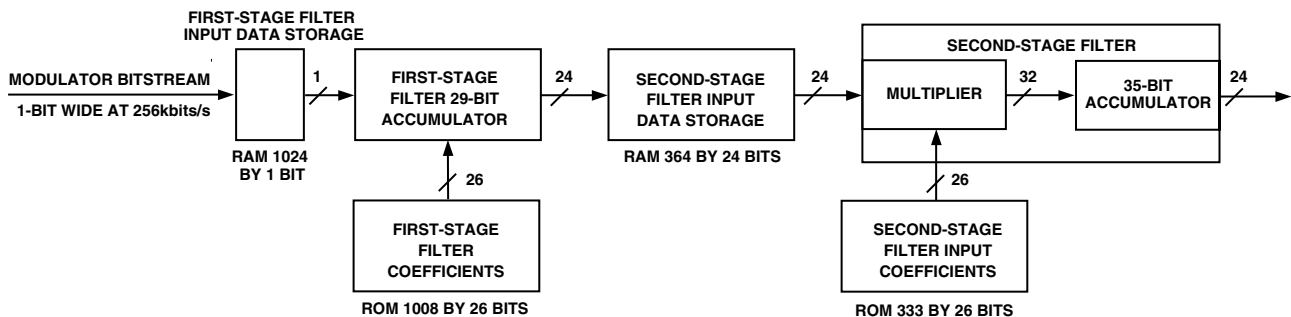 FIRST-STAGE FILTER
INPUT DATA STORAGE
MODULATOR BITSTREAM
1-BIT WIDE AT 256kbits/s
RAM 1024
BY 1 BIT
1
FIRST-STAGE
FILTER 29-BIT
ACCUMULATOR
26
FIRST-STAGE
FILTER
COEFFICIENTS
ROM 1008 BY 26 BITS
24
SECOND-STAGE
FILTER INPUT
DATA STORAGE
RAM 364 BY 24 BITS
24
SECOND-STAGE FILTER
MULTIPLIER
32
35-BIT
ACCUMULATOR
24
26
SECOND-STAGE
FILTER INPUT
COEFFICIENTS
ROM 333 BY 26 BITS